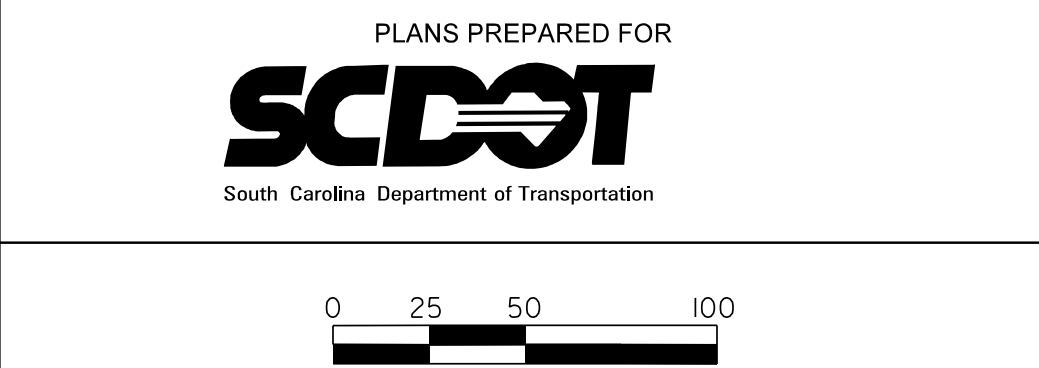 PLANS PREPARED FOR
SCDOT
South Carolina Department of Transportation
0 25 50 100